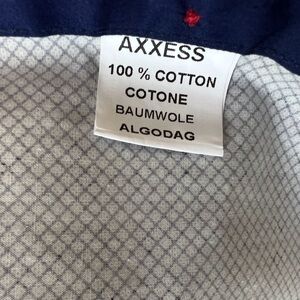 AXXESS
100 % COTTON
COTONE
BAUMWOLE
ALGODAG